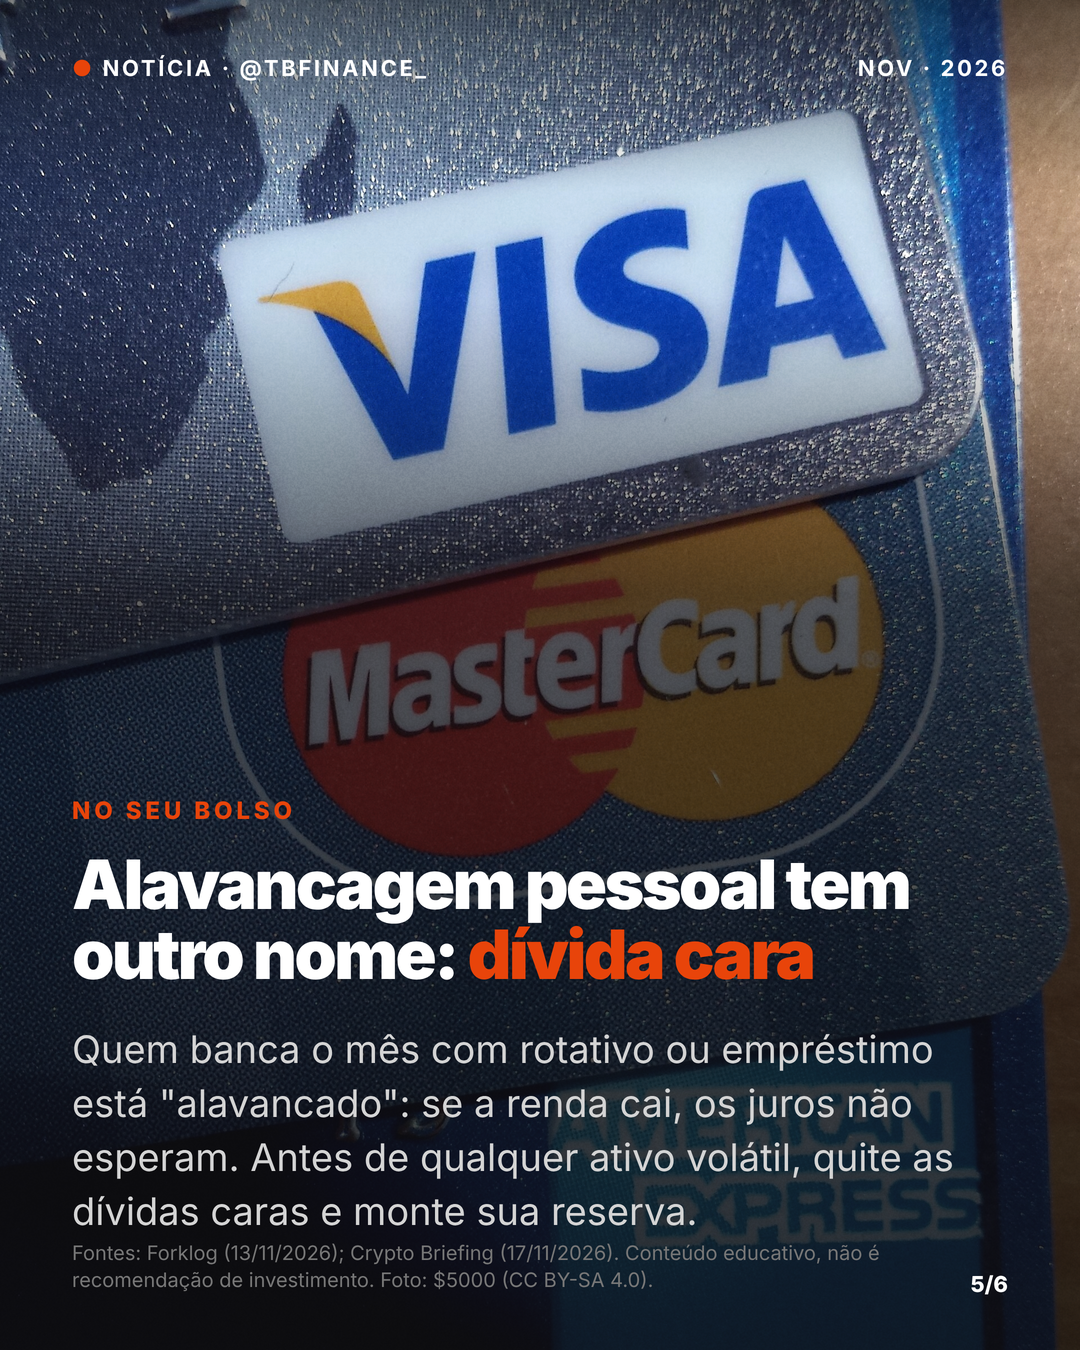 NOTÍCIA · @TBFINANCE_
NOV · 2026
VISA
MasterCard
NO SEU BOLSO
Alavancagem pessoal tem
outro nome: dívida cara
Quem banca o mês com rotativo ou empréstimo
está "alavancado": se a renda cai, os juros não
esperam. Antes de qualquer ativo volátil, quite as
dívidas caras e monte sua reserva.
AMERICAN
EXPRESS
Fontes: Forklog (13/11/2026); Crypto Briefing (17/11/2026). Conteúdo educativo, não é
recomendação de investimento. Foto: $5000 (CC BY-SA 4.0).
5/6